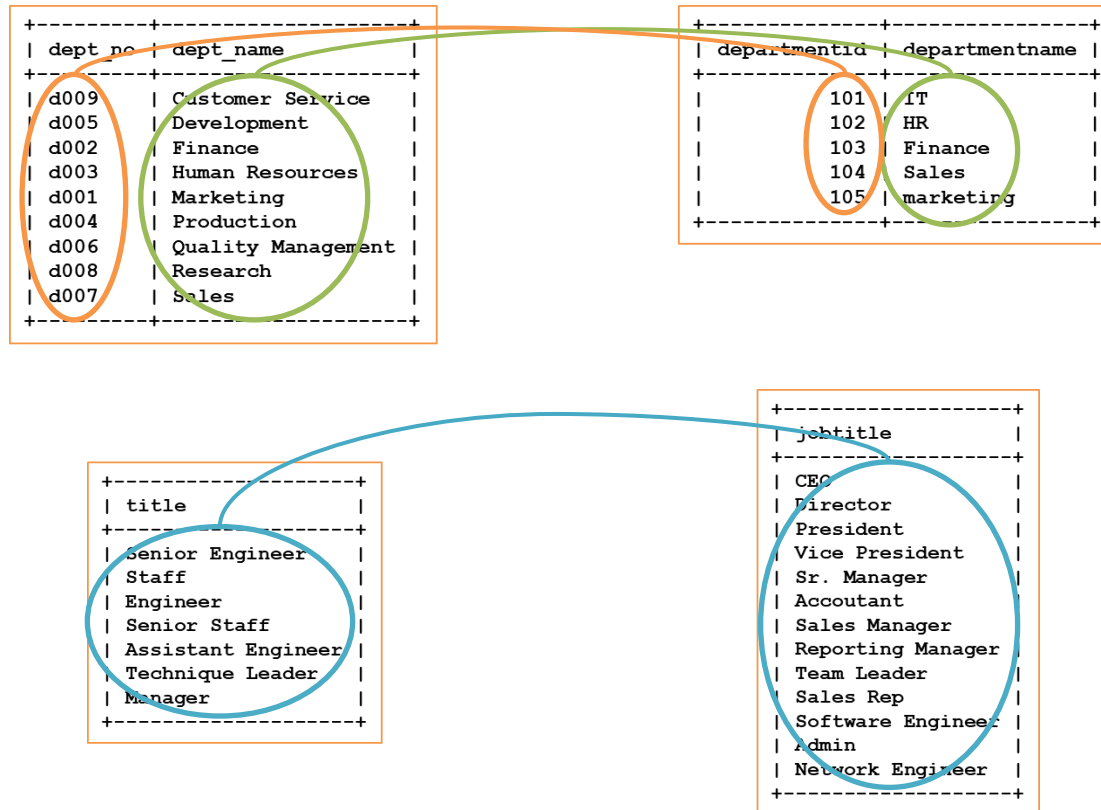 +---------+--------------------+
| dept_no | dept_name          |
+---------+--------------------+
| d009    | Customer Service   |
| d005    | Development        |
| d002    | Finance            |
| d003    | Human Resources    |
| d001    | Marketing          |
| d004    | Production         |
| d006    | Quality Management |
| d008    | Research           |
| d007    | Sales              |
+---------+--------------------+
+--------------+----------------+
| departmentid | departmentname |
+--------------+----------------+
|          101 | IT             |
|          102 | HR             |
|          103 | Finance        |
|          104 | Sales          |
|          105 | marketing      |
+--------------+----------------+
+--------------------+
| title              |
+--------------------+
| Senior Engineer    |
| Staff              |
| Engineer           |
| Senior Staff       |
| Assistant Engineer |
| Technique Leader   |
| Manager            |
+--------------------+
+-------------------+
| jobtitle          |
+-------------------+
| CEO               |
| Director          |
| President         |
| Vice President    |
| Sr. Manager       |
| Accoutant         |
| Sales Manager     |
| Reporting Manager |
| Team Leader       |
| Sales Rep         |
| Software Engineer |
| Admin             |
| Network Engineer  |
+-------------------+